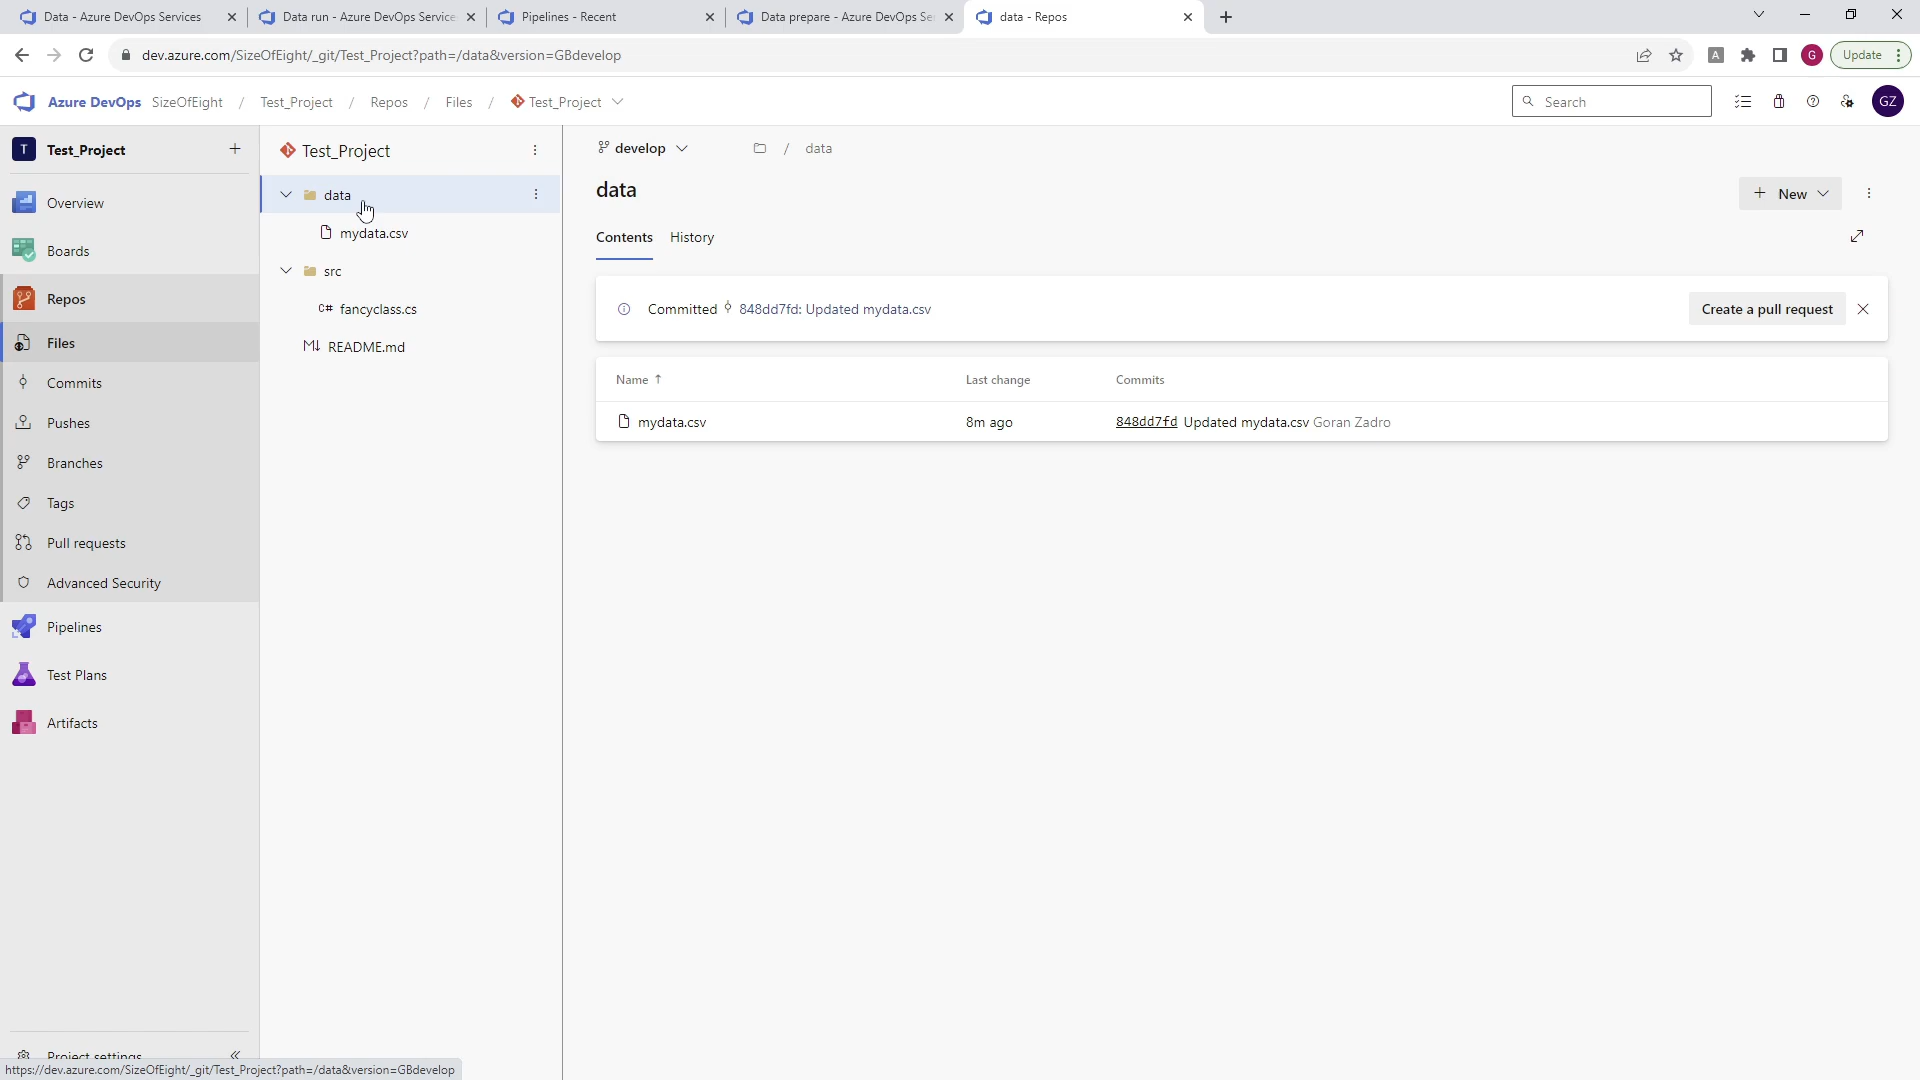 Data - Azure DevOps Services
Data run - Azure DevOps Service
Pipelines - Recent
Data prepare - Azure DevOps Se
data - Repos
dev.azure.com/SizeOfEight/_git/Test_Project?path=/data&version=GBdevelop
A
G
Update
Azure DevOps SizeOfEight / Test_Project / Repos / Files / Test_Project
Search
GZ
T Test_Project
Overview
Boards
Repos
Files
Commits
Pushes
Branches
Tags
Pull requests
Advanced Security
Pipelines
Test Plans
Artifacts
Project settings
https://dev.azure.com/SizeOfEight/_git/Test_Project?path=/data&version=GBdevelop
Test_Project
data
mydata.csv
src
C# fancyclass.cs
M↓ README.md
develop
/ data
data
New
Contents History
Committed 848dd7fd: Updated mydata.csv
Create a pull request
Name ↑ Last change Commits
mydata.csv 8m ago 848dd7fd Updated mydata.csv Goran Zadro